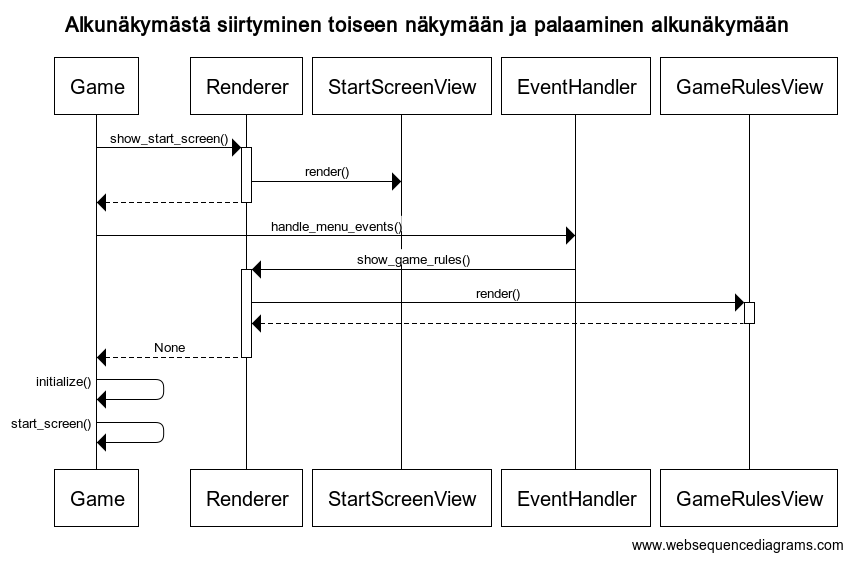 Alkunäkymästä siirtyminen toiseen näkymään ja palaaminen alkunäkymään
Game Renderer StartScreenView EventHandler GameRulesView
show_start_screen()
render()
handle_menu_events()
show_game_rules()
render()
None
initialize()
start_screen()
Game Renderer StartScreenView EventHandler GameRulesView
www.websequencediagrams.com